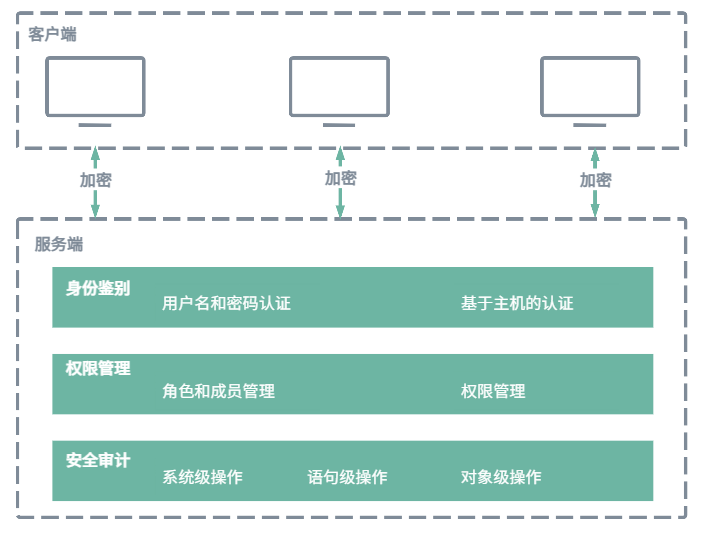 客户端
加密 加密 加密
服务端
身份鉴别
用户名和密码认证 基于主机的认证
权限管理
角色和成员管理 权限管理
安全审计
系统级操作 语句级操作 对象级操作